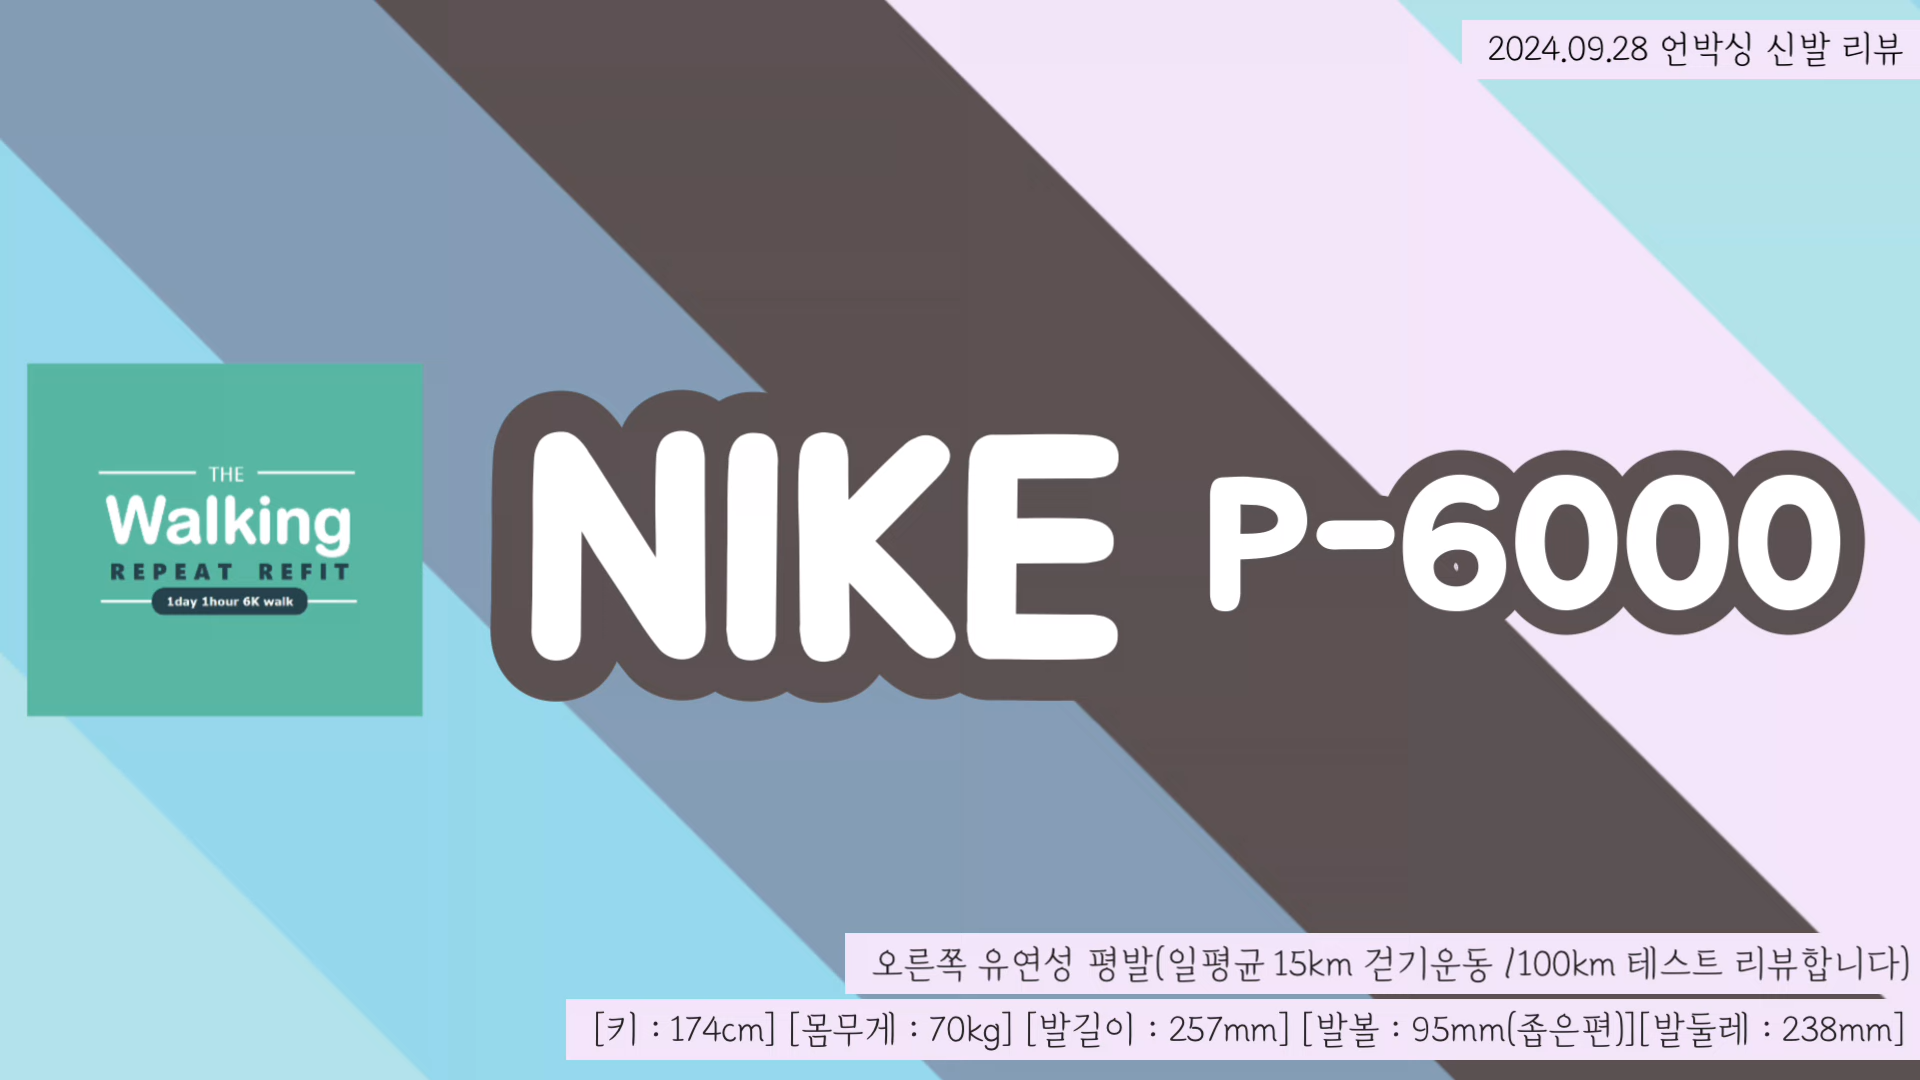 2024.09.28 언박싱 신발 리뷰
THE
Walking
REPEAT REFIT
1day 1hour 6K walk
NIKE P-6000
오른쪽 유연성 평발(일평균 15km 걷기운동 /100km 테스트 리뷰합니다)
[키 : 174cm] [몸무게 : 70kg] [발길이 : 257mm] [발볼 : 95mm(좁은편)][발둘레 : 238mm]